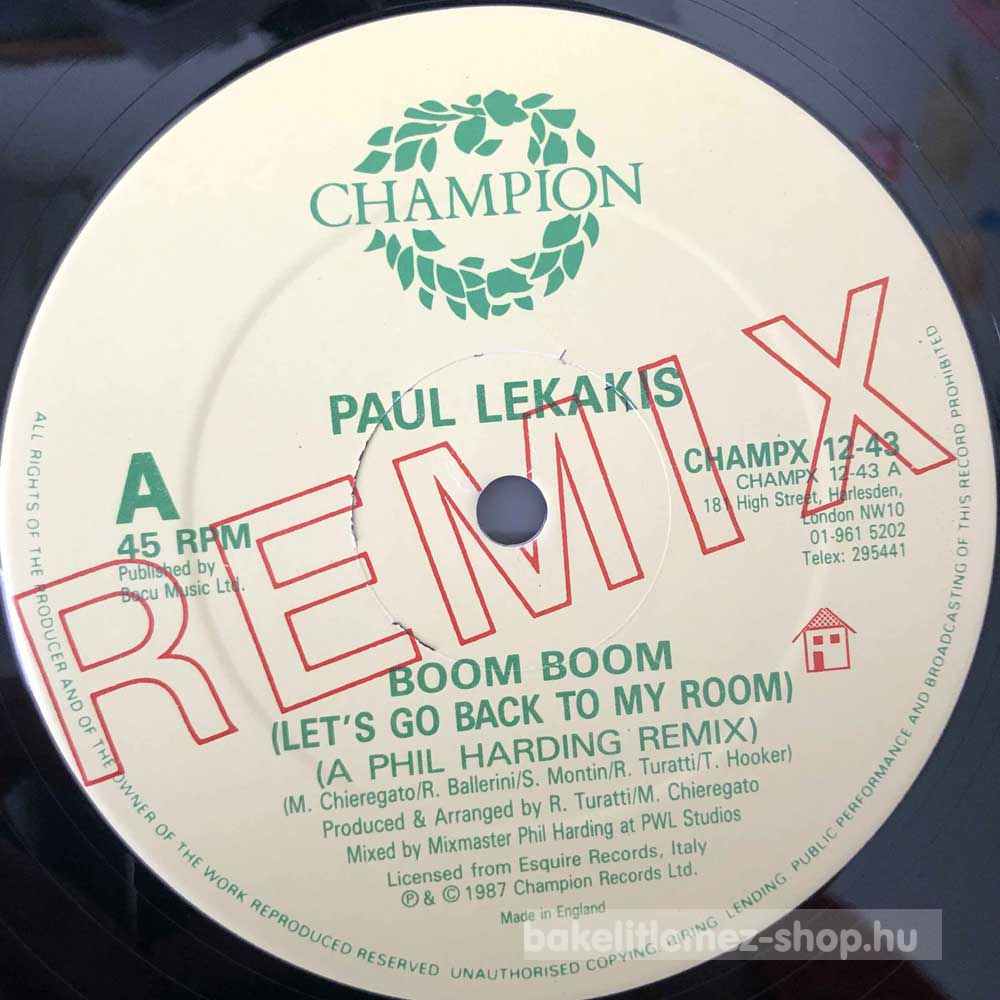 CHAMPION
PAUL LEKAKIS
REMIX
A
45 RPM
Published by
Bocu Music Ltd.
CHAMPX 12-43
CHAMPX 12-43 A
181 High Street, Harlesden,
London NW10
01-961 5202
Telex: 295441
BOOM BOOM
(LET'S GO BACK TO MY ROOM)
(A PHIL HARDING REMIX)
(M. Chieregato/R. Ballerini/S. Montin/R. Turatti/T. Hooker)
Produced & Arranged by R. Turatti/M. Chieregato
Mixed by Mixmaster Phil Harding at PWL Studios
Licensed from Esquire Records, Italy
℗ & © 1987 Champion Records Ltd.
Made in England
ALL RIGHTS OF THE PRODUCER AND OF THE OWNER OF THE WORK REPRODUCED RESERVED UNAUTHORISED COPYING HIRING LENDING PUBLIC PERFORMANCE AND BROADCASTING OF THIS RECORD PROHIBITED
bakelitlemez-shop.hu